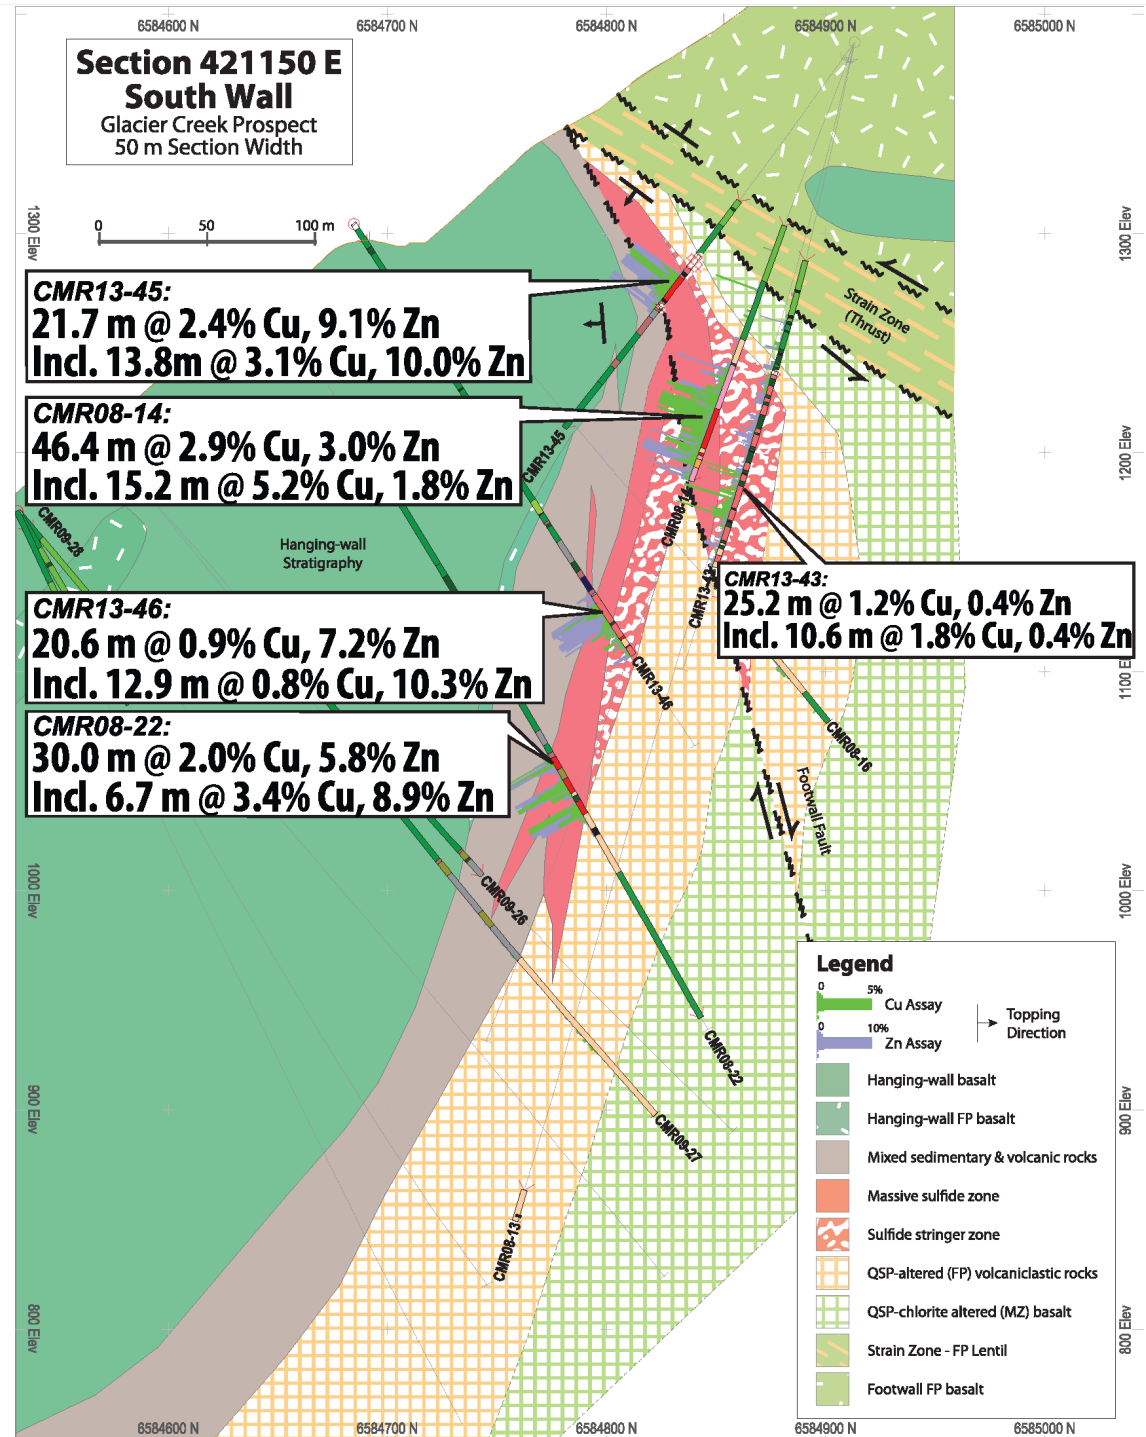 6584600 N
6584700 N
6584800 N
6584900 N
6585000 N
Section 421150 E
South Wall
Glacier Creek Prospect
50 m Section Width
0
50
100 m
1300 Elev
1300 Elev
CMR13-45:
21.7 m @ 2.4% Cu, 9.1% Zn
Incl. 13.8m @ 3.1% Cu, 10.0% Zn
Strain Zone
(Thrust)
CMR08-14:
46.4 m @ 2.9% Cu, 3.0% Zn
Incl. 15.2 m @ 5.2% Cu, 1.8% Zn
CMR13-45
1200 Elev
CMR08-14
CMR09-28
Hanging-wall
Stratigraphy
CMR13-43
CMR13-43:
25.2 m @ 1.2% Cu, 0.4% Zn
Incl. 10.6 m @ 1.8% Cu, 0.4% Zn
CMR13-46:
20.6 m @ 0.9% Cu, 7.2% Zn
Incl. 12.9 m @ 0.8% Cu, 10.3% Zn
CMR13-46
1100 Elev
CMR08-22:
30.0 m @ 2.0% Cu, 5.8% Zn
Incl. 6.7 m @ 3.4% Cu, 8.9% Zn
CMR08-16
Footwall Fault
1000 Elev
1000 Elev
CMR09-26
Legend
0
5%
Cu Assay
0
10%
Zn Assay
Topping
Direction
Hanging-wall basalt
Hanging-wall FP basalt
Mixed sedimentary & volcanic rocks
Massive sulfide zone
Sulfide stringer zone
QSP-altered (FP) volcaniclastic rocks
QSP-chlorite altered (MZ) basalt
Strain Zone - FP Lentil
Footwall FP basalt
CMR08-22
900 Elev
900 Elev
CMR09-27
CMR08-13
800 Elev
800 Elev
6584600 N
6584700 N
6584800 N
6584900 N
6585000 N